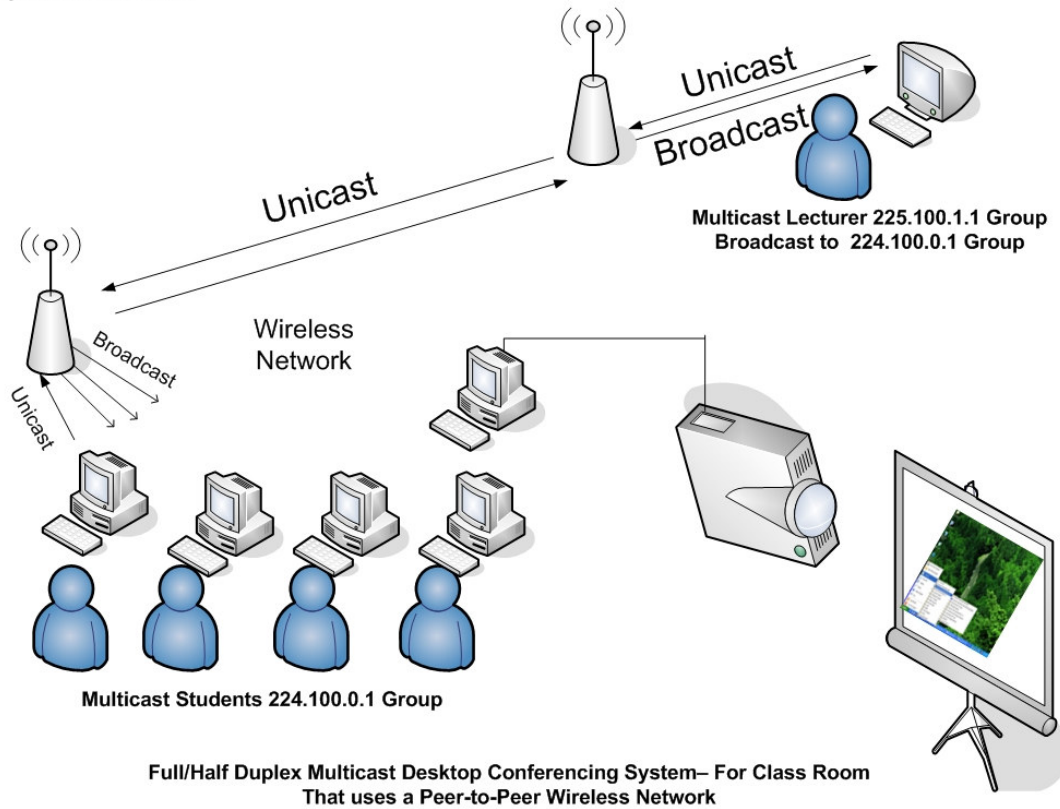 Unicast
Broadcast
Unicast
Multicast Lecturer 225.100.1.1 Group
Broadcast to 224.100.0.1 Group
Wireless
Network
Broadcast
Unicast
Multicast Students 224.100.0.1 Group
Full/Half Duplex Multicast Desktop Conferencing System– For Class Room
That uses a Peer-to-Peer Wireless Network